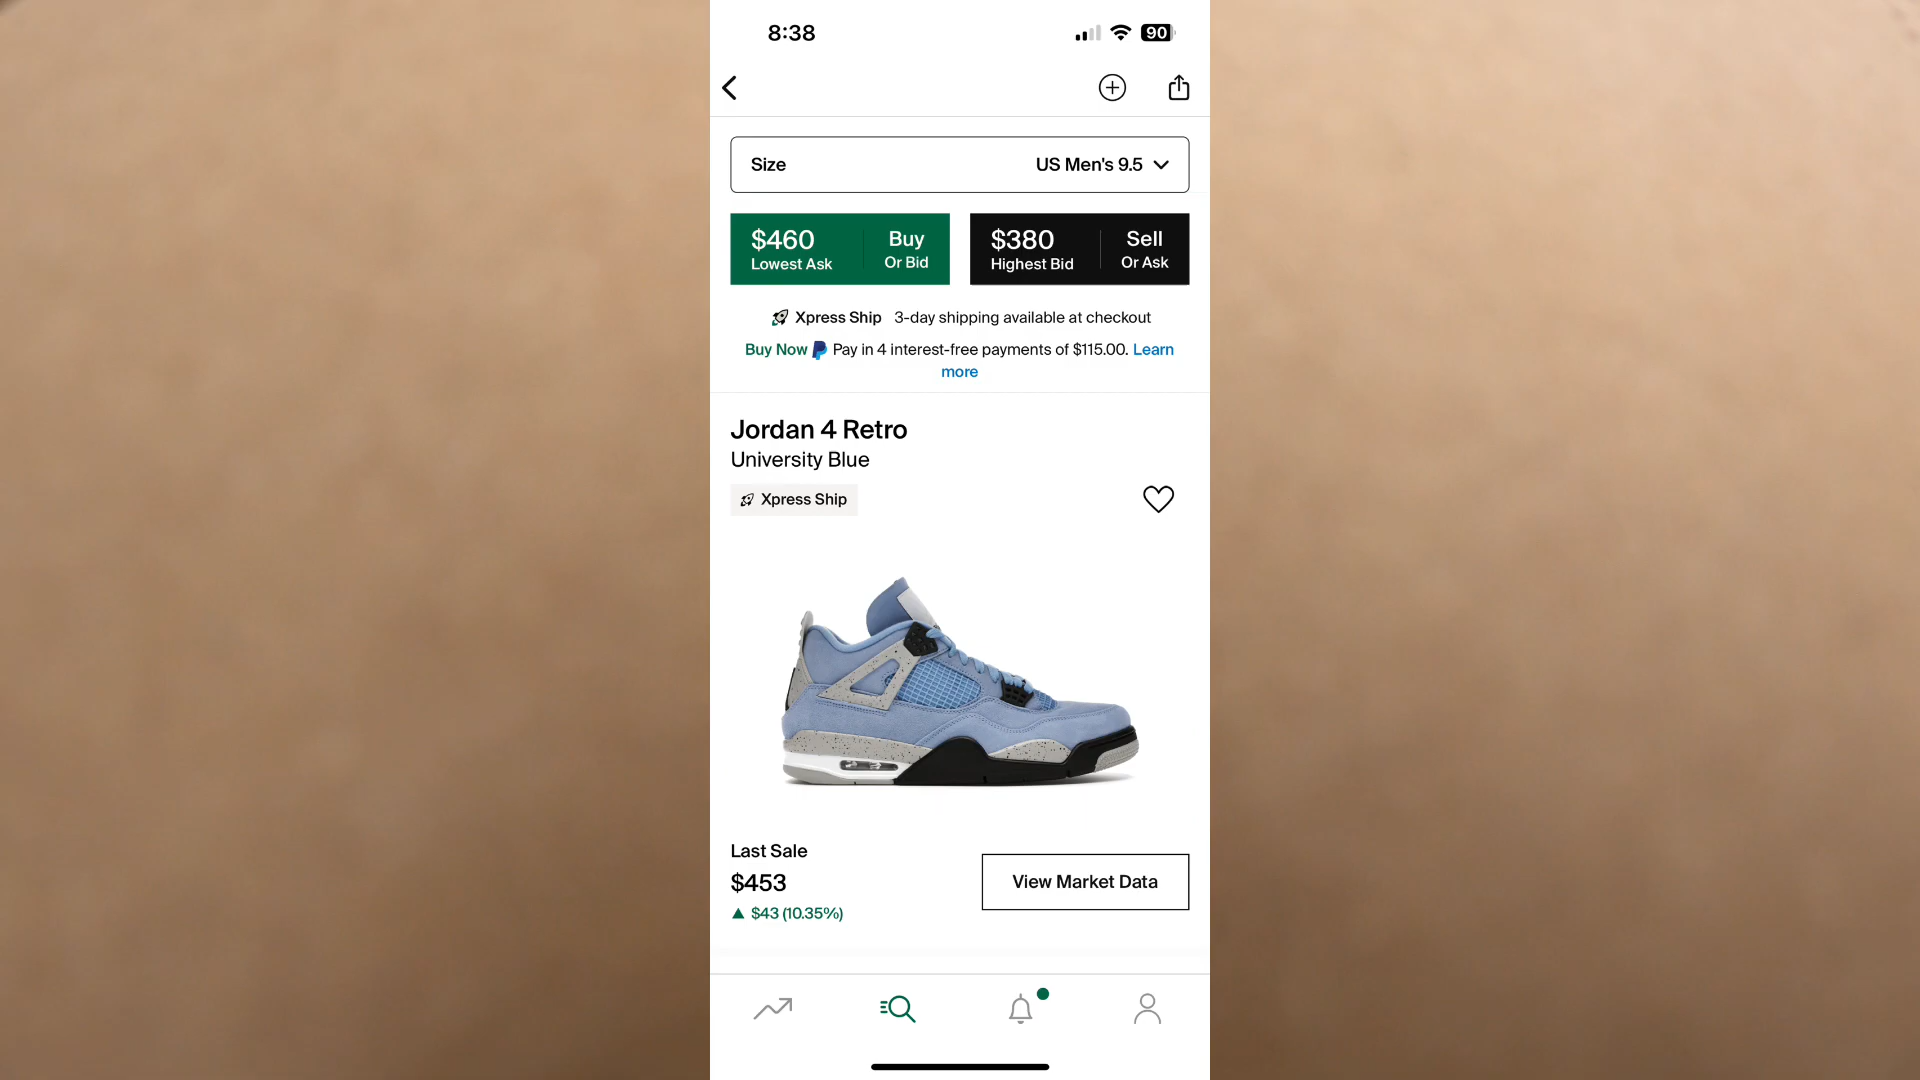 8:38
90
Size
US Men's 9.5
$460
Lowest Ask
Buy
Or Bid
$380
Highest Bid
Sell
Or Ask
Xpress Ship 3-day shipping available at checkout
Buy Now Pay in 4 interest-free payments of $115.00. Learn
more
Jordan 4 Retro
University Blue
Xpress Ship
Last Sale
$453
▲ $43 (10.35%)
View Market Data